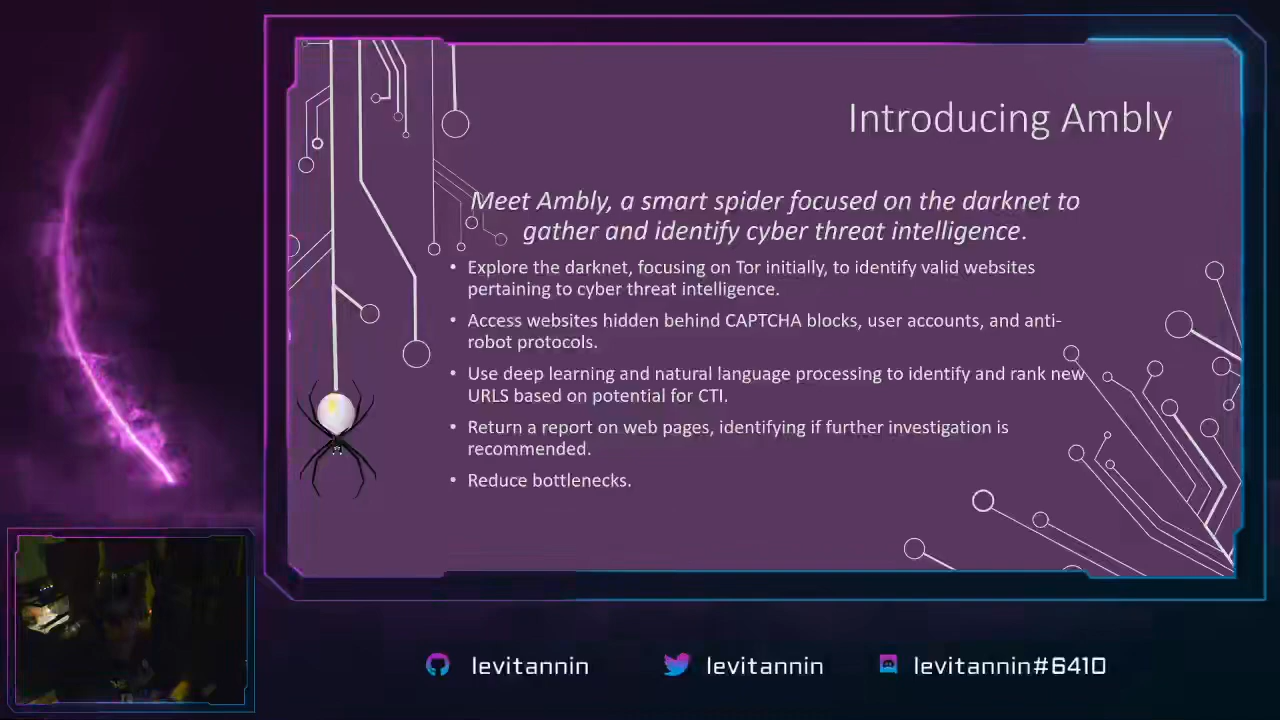 Introducing Ambly
Meet Ambly, a smart spider focused on the darknet to
gather and identify cyber threat intelligence.
• Explore the darknet, focusing on Tor initially, to identify valid websites
pertaining to cyber threat intelligence.
• Access websites hidden behind CAPTCHA blocks, user accounts, and anti-
robot protocols.
• Use deep learning and natural language processing to identify and rank new
URLS based on potential for CTI.
• Return a report on web pages, identifying if further investigation is
recommended.
• Reduce bottlenecks.
levitannin levitannin levitannin#6410